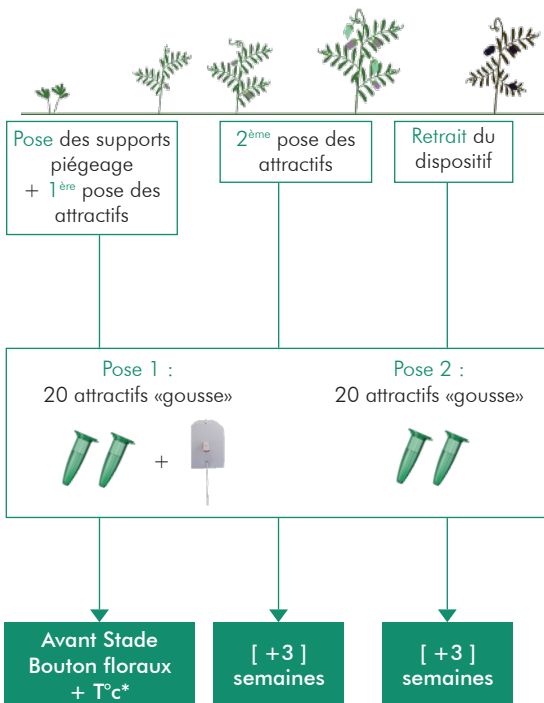 Pose des supports
piégeage
+ 1ère pose des
attractifs
2ème pose des
attractifs
Retrait du
dispositif
Pose 1 :
20 attractifs «gousse»
+
Pose 2 :
20 attractifs «gousse»
Avant Stade
Bouton floraux
+ T°c*
[ +3 ]
semaines
[ +3 ]
semaines